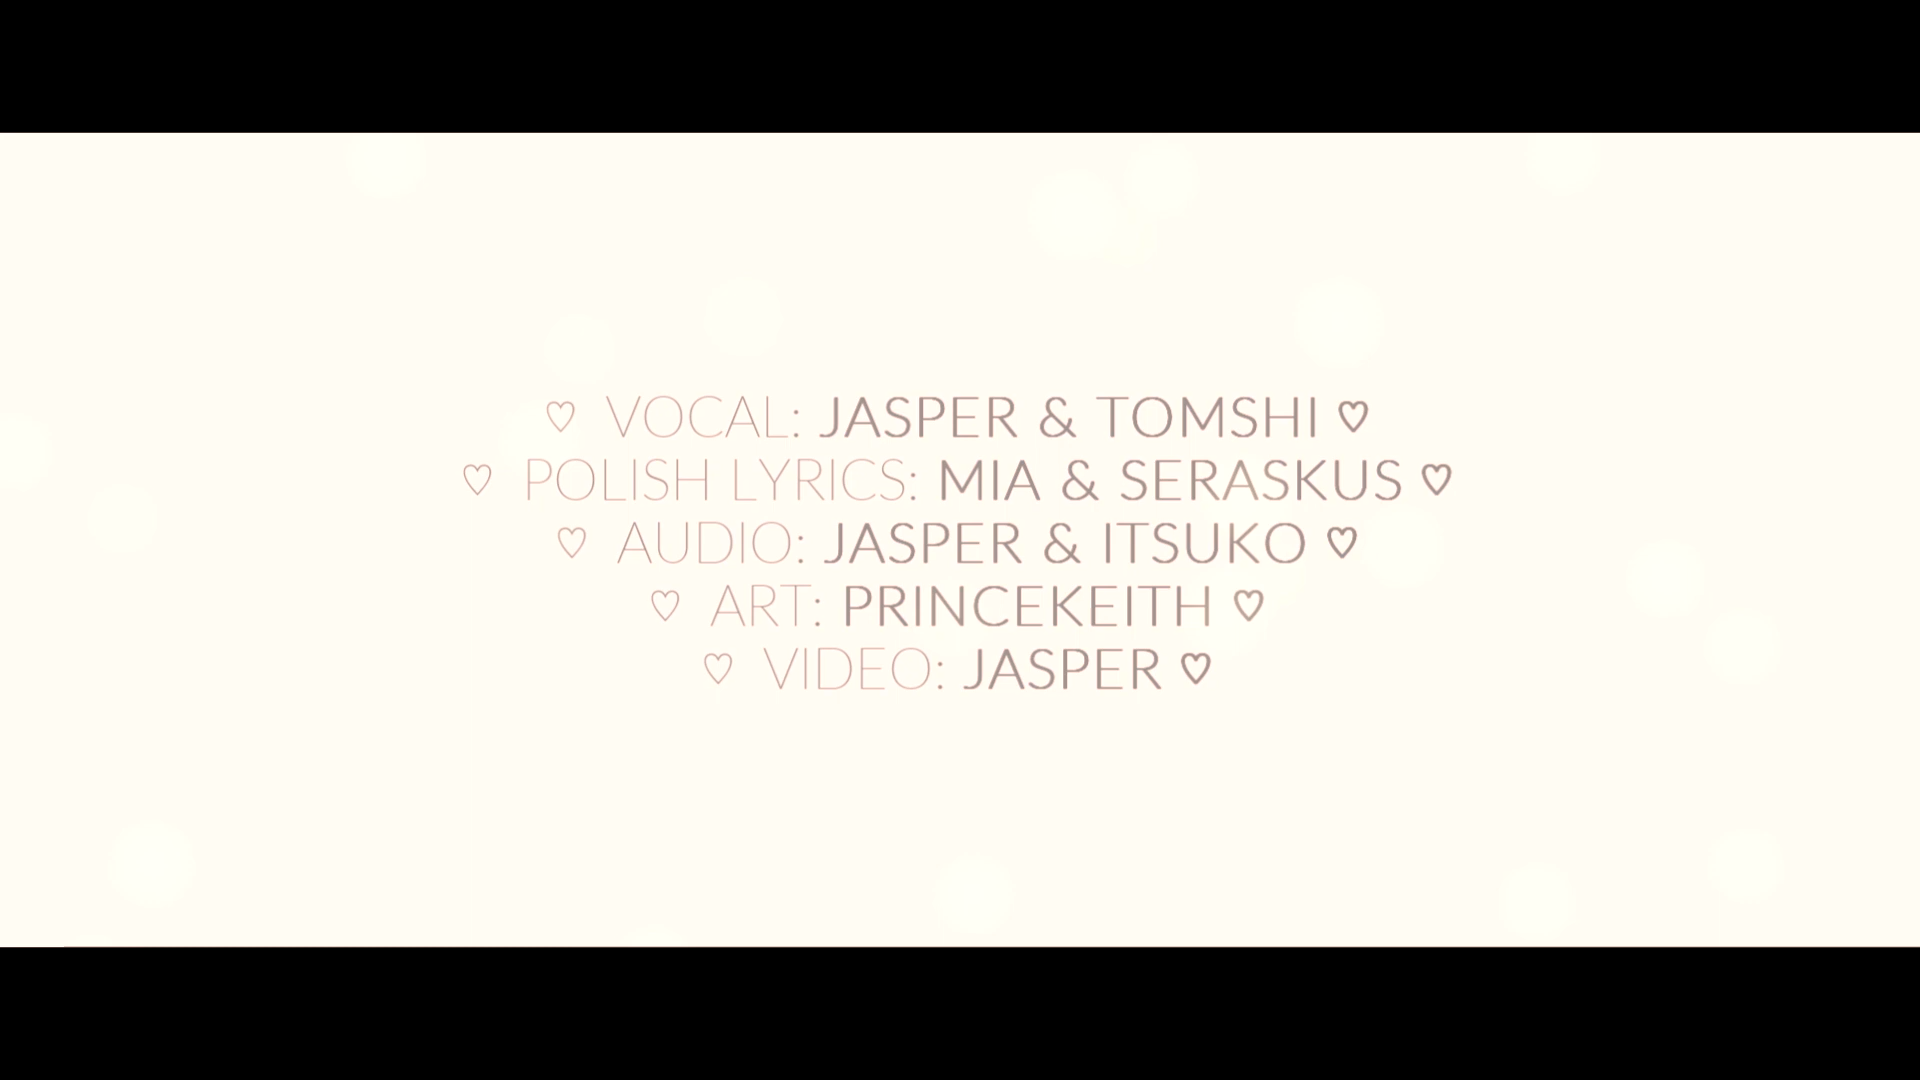 ♡ VOCAL: JASPER & TOMSHI ♡
♡ POLISH LYRICS: MIA & SERASKUS ♡
♡ AUDIO: JASPER & ITSUKO ♡
♡ ART: PRINCEKEITH ♡
♡ VIDEO: JASPER ♡